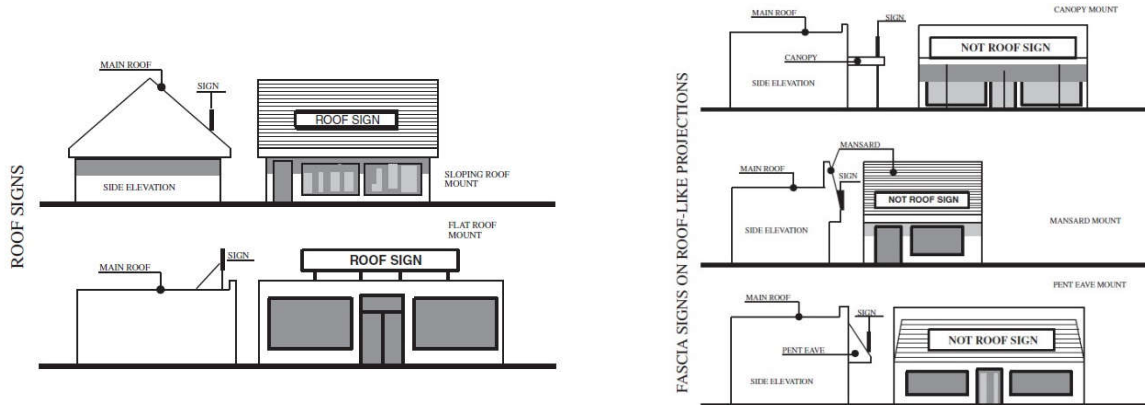 ROOF SIGNS
MAIN ROOF
SIGN
ROOF SIGN
SIDE ELEVATION
SLOPING ROOF
MOUNT
FLAT ROOF
MOUNT
MAIN ROOF
SIGN
ROOF SIGN
FASCIA SIGNS ON ROOF-LIKE PROJECTIONS
CANOPY MOUNT
MAIN ROOF
SIGN
NOT ROOF SIGN
CANOPY
SIDE ELEVATION
MANSARD
MAIN ROOF
SIGN
NOT ROOF SIGN
SIDE ELEVATION
MANSARD MOUNT
PENT EAVE MOUNT
MAIN ROOF
SIGN
NOT ROOF SIGN
PENT EAVE
SIDE ELEVATION